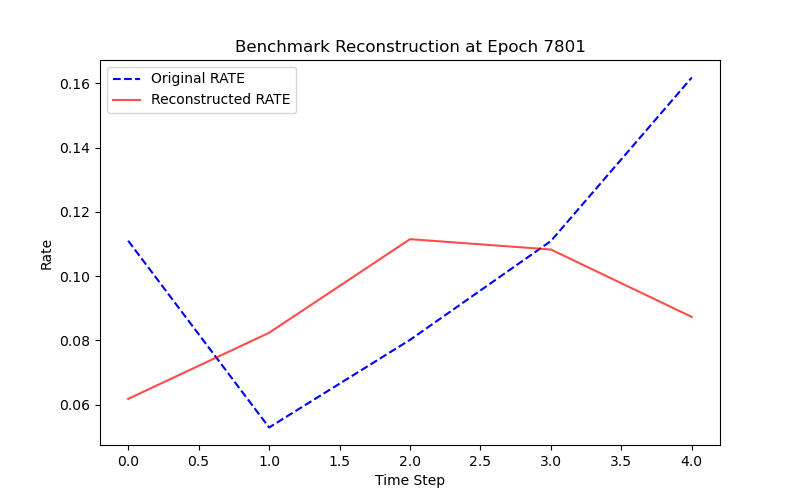 Benchmark Reconstruction at Epoch 7801
Original RATE
Reconstructed RATE
Rate
0.16
0.14
0.12
0.10
0.08
0.06
0.0 0.5 1.0 1.5 2.0 2.5 3.0 3.5 4.0
Time Step